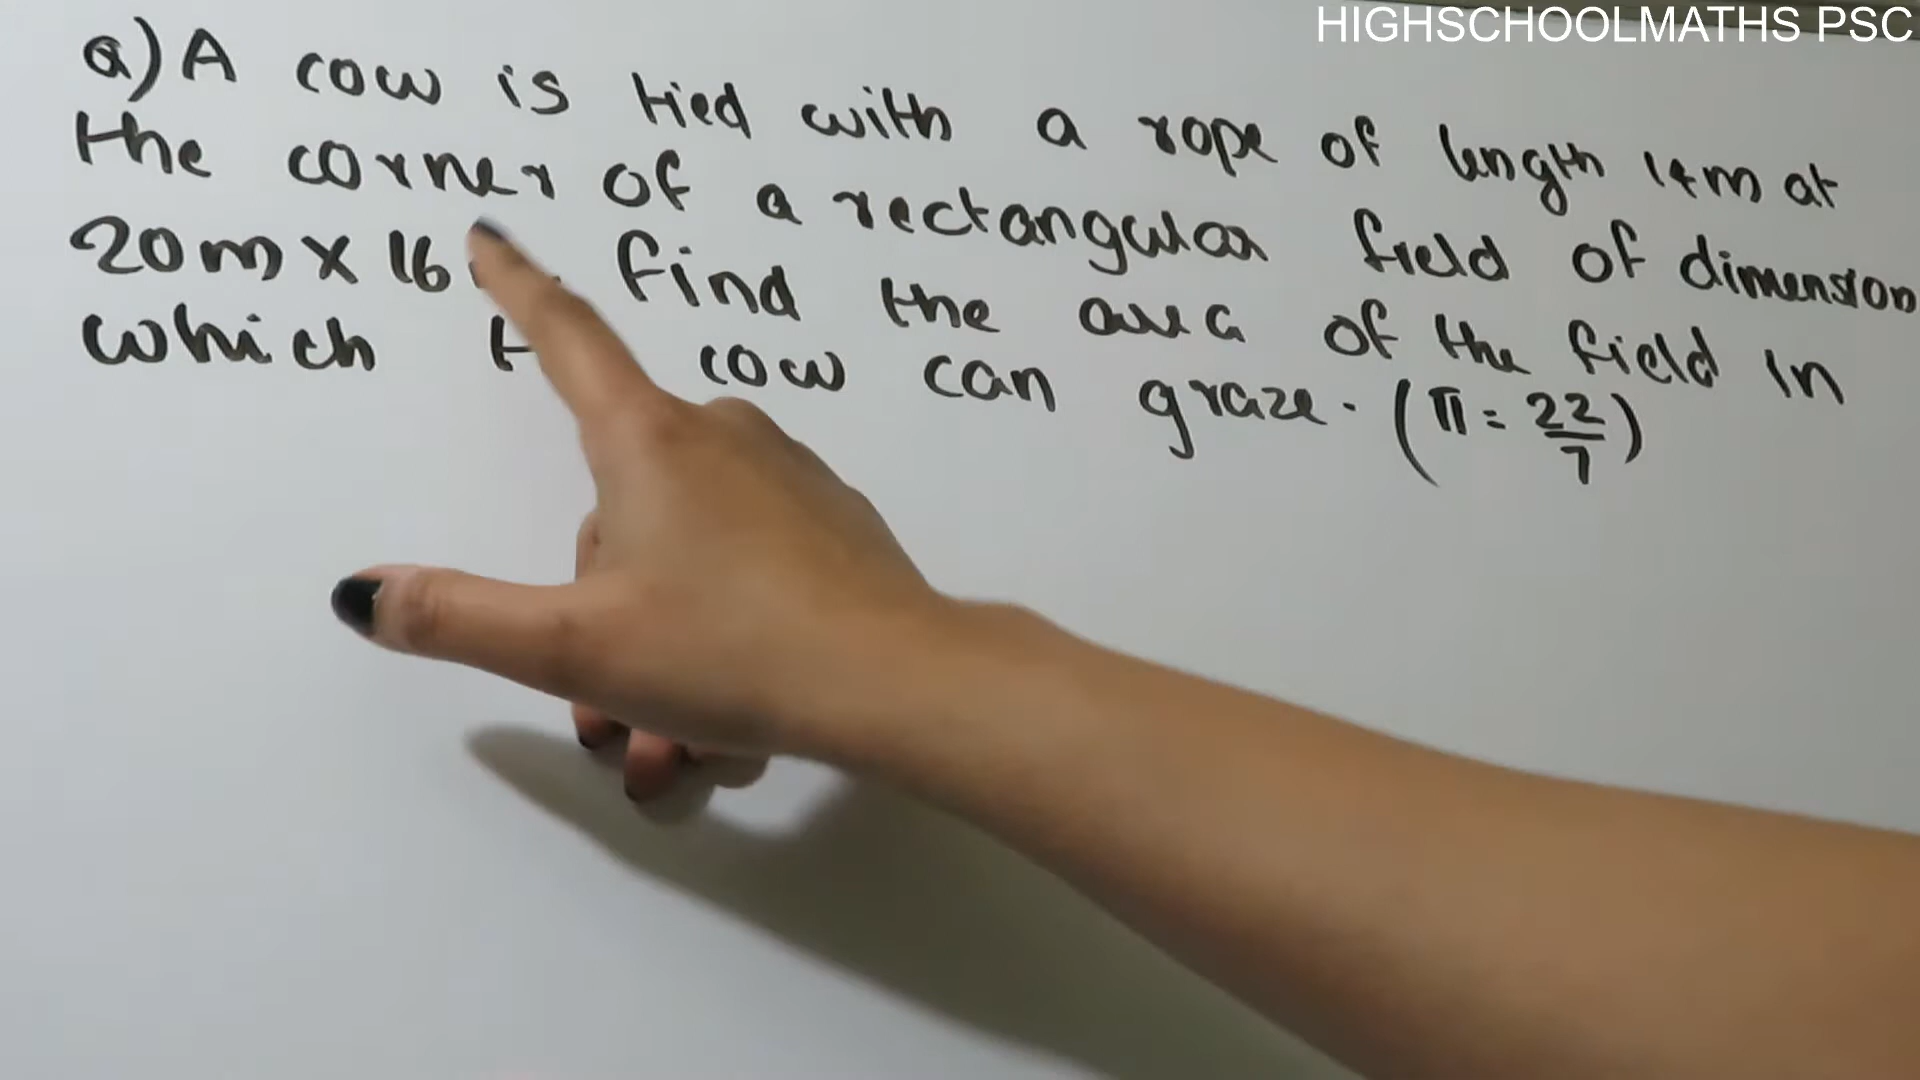 HIGHSCOOLMATHS PSC
a) A cow is tied with a rope of length 14m at
the corner of a rectangular field of dimension
20m x 16 find the area of the field in
which cow can graze. (π = 22/7)